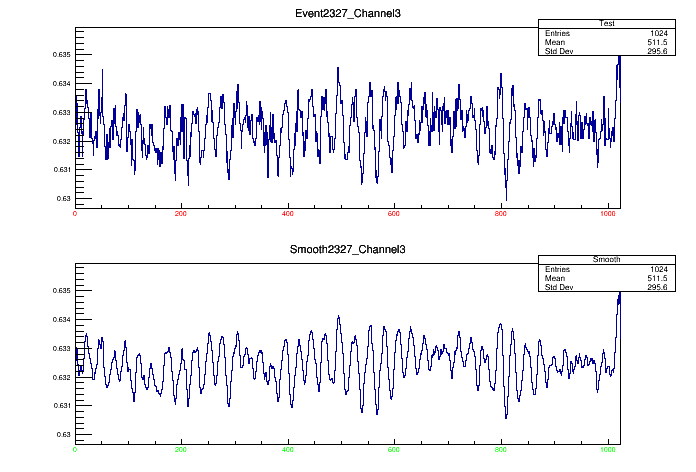 Event2327_Channel3
Test
Entries 1024
Mean 511.5
Std Dev 295.6
0.635
0.634
0.633
0.632
0.631
0.63
0 200 400 600 800 1000
Smooth2327_Channel3
Smooth
Entries 1024
Mean 511.5
Std Dev 295.6
0.635
0.634
0.633
0.632
0.631
0.63
0 200 400 600 800 1000